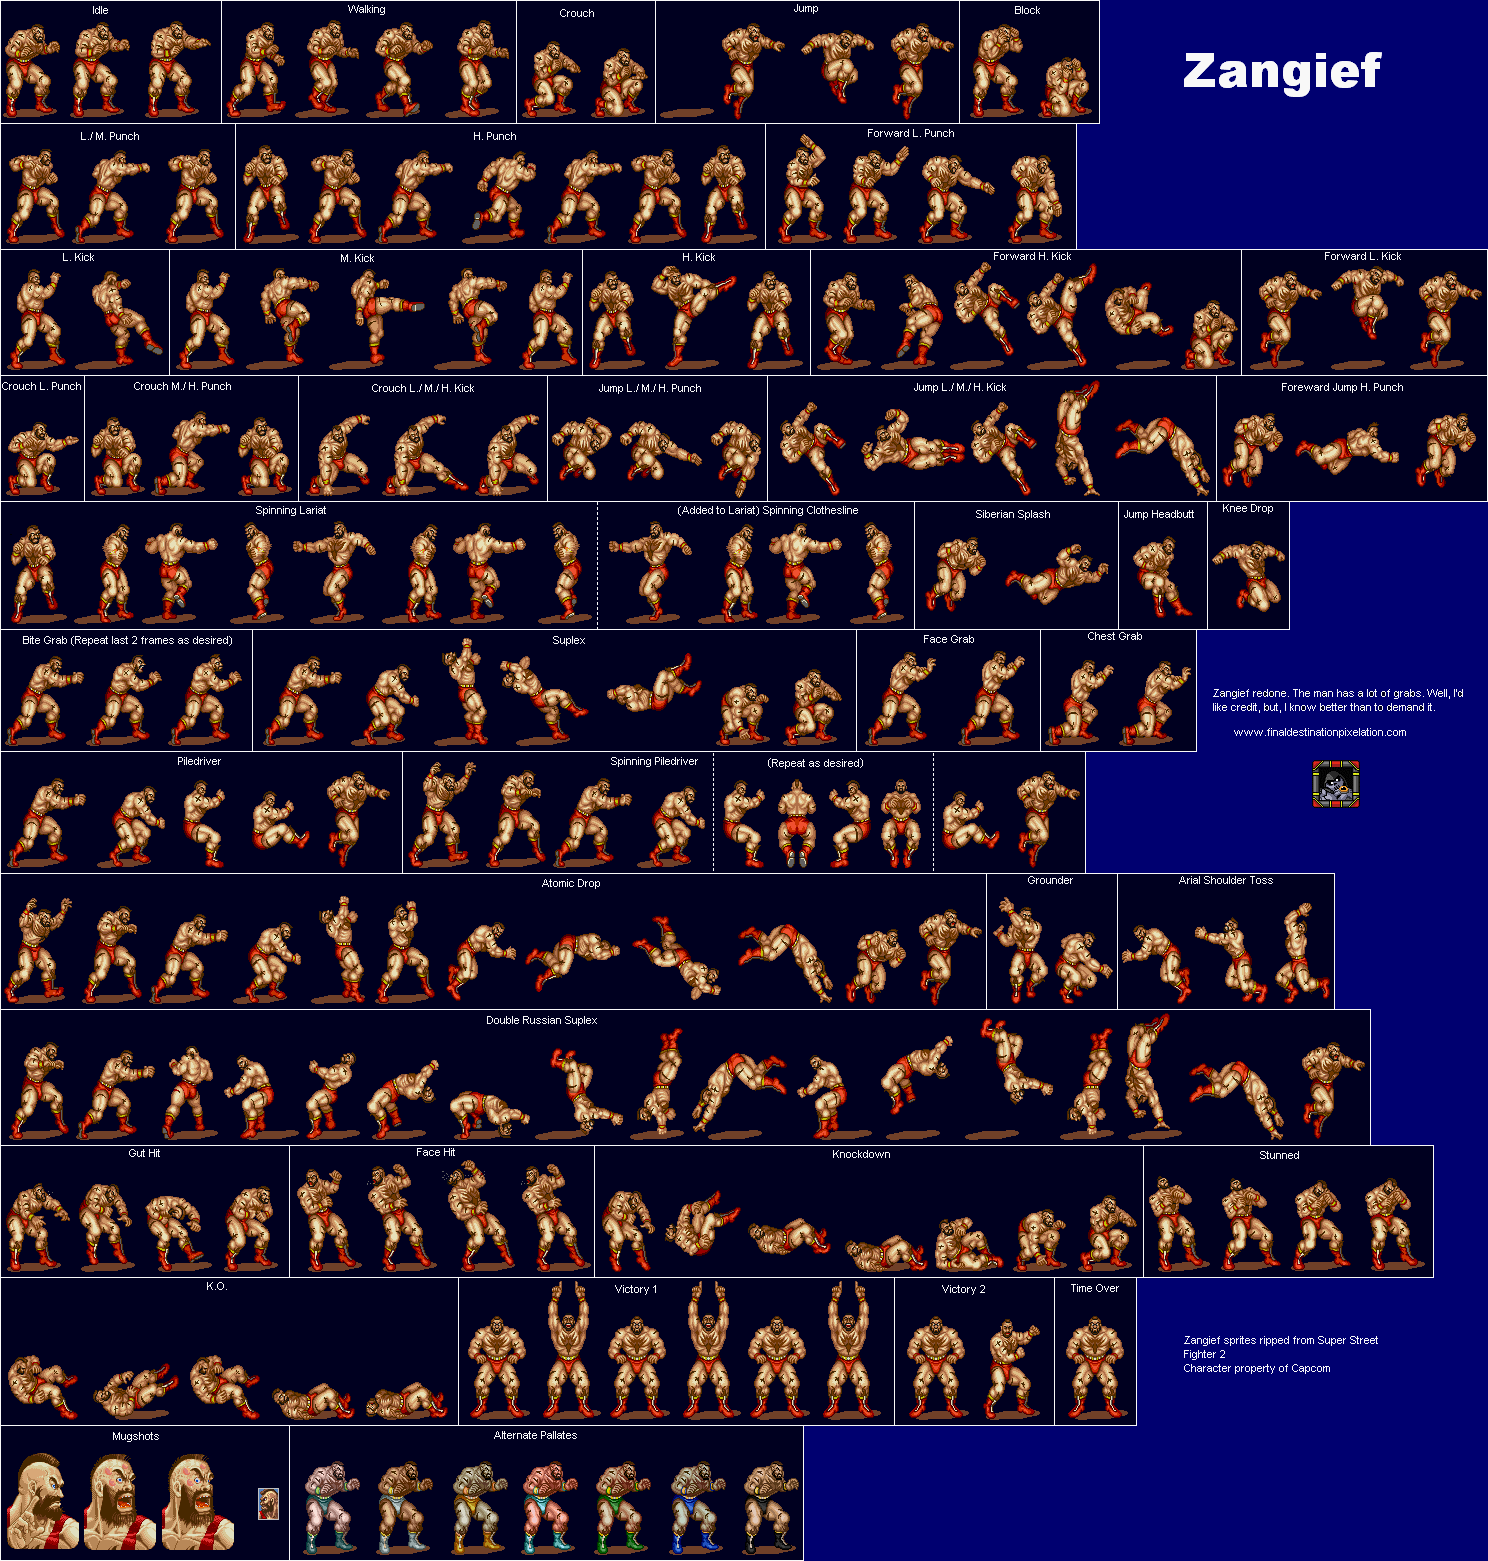 Idle
Walking
Crouch
Jump
Block
Zangief
L./ M. Punch
H. Punch
Forward L. Punch
L. Kick
M. Kick
H. Kick
Forward H. Kick
Forward L. Kick
Crouch L. Punch
Crouch M./ H. Punch
Crouch L./ M./ H. Kick
Jump L./ M./ H. Punch
Jump L./ M./ H. Kick
Foreward Jump H. Punch
Spinning Lariat
(Added to Lariat) Spinning Clothesline
Siberian Splash
Jump Headbutt
Knee Drop
Bite Grab (Repeat last 2 frames as desired)
Suplex
Face Grab
Chest Grab
Zangief redone. The man has a lot of grabs. Well, I'd
like credit, but, I know better than to demand it.
www.finaldestinationpixelation.com
Piledriver
Spinning Piledriver
(Repeat as desired)
Atomic Drop
Grounder
Arial Shoulder Toss
Double Russian Suplex
Gut Hit
Face Hit
Knockdown
Stunned
K.O.
Victory 1
Victory 2
Time Over
Zangief sprites ripped from Super Street
Fighter 2
Character property of Capcom
Mugshots
Alternate Pallates